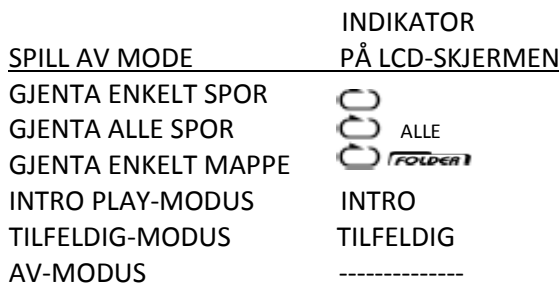 INDIKATOR
SPILL AV MODE PÅ LCD-SKJERMEN
GJENTA ENKELT SPOR
GJENTA ALLE SPOR ALLE
GJENTA ENKELT MAPPE FOLDER
INTRO PLAY-MODUS INTRO
TILFELDIG-MODUS TILFELDIG
AV-MODUS --------------